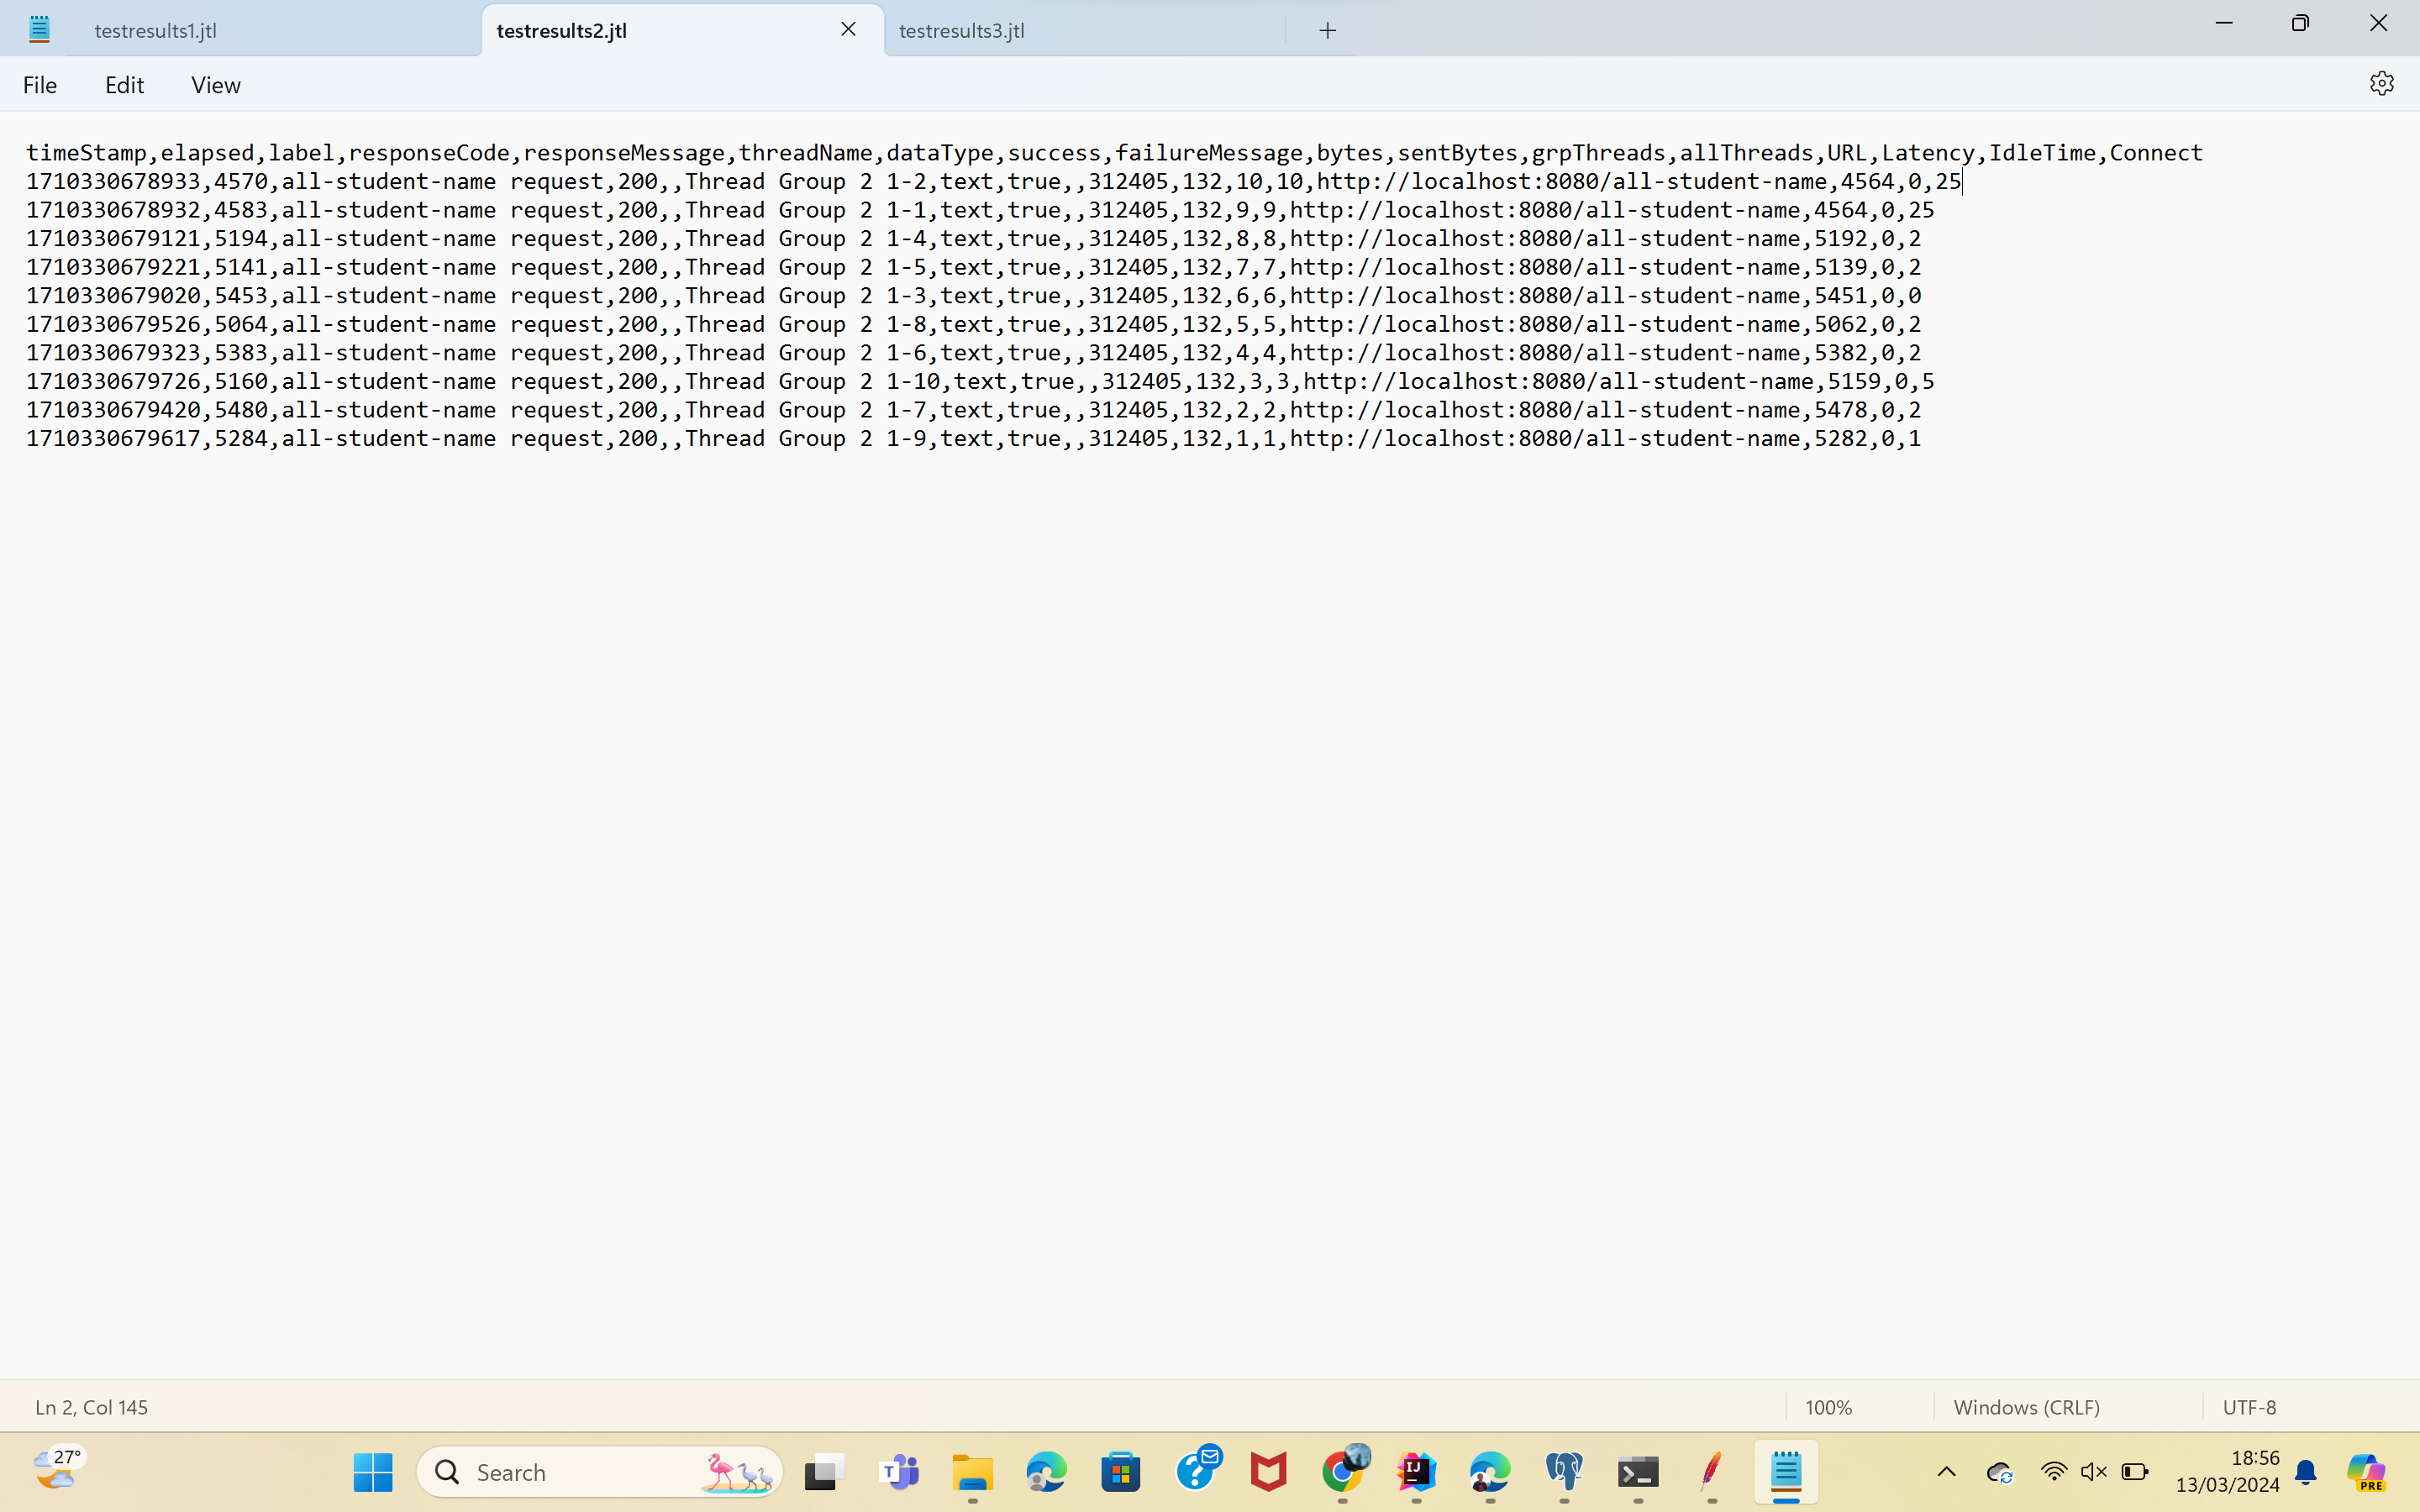 testresults1.jtl
testresults2.jtl
testresults3.jtl
File Edit View
timeStamp,elapsed,label,responseCode,responseMessage,threadName,dataType,success,failureMessage,bytes,sentBytes,grpThreads,allThreads,URL,Latency,IdleTime,Connect
1710330678933,4570,all-student-name request,200,,Thread Group 2 1-2,text,true,,312405,132,10,10,http://localhost:8080/all-student-name,4564,0,25
1710330678932,4583,all-student-name request,200,,Thread Group 2 1-1,text,true,,312405,132,9,9,http://localhost:8080/all-student-name,4564,0,25
1710330679121,5194,all-student-name request,200,,Thread Group 2 1-4,text,true,,312405,132,8,8,http://localhost:8080/all-student-name,5192,0,2
1710330679221,5141,all-student-name request,200,,Thread Group 2 1-5,text,true,,312405,132,7,7,http://localhost:8080/all-student-name,5139,0,2
1710330679020,5453,all-student-name request,200,,Thread Group 2 1-3,text,true,,312405,132,6,6,http://localhost:8080/all-student-name,5451,0,0
1710330679526,5064,all-student-name request,200,,Thread Group 2 1-8,text,true,,312405,132,5,5,http://localhost:8080/all-student-name,5062,0,2
1710330679323,5383,all-student-name request,200,,Thread Group 2 1-6,text,true,,312405,132,4,4,http://localhost:8080/all-student-name,5382,0,2
1710330679726,5160,all-student-name request,200,,Thread Group 2 1-10,text,true,,312405,132,3,3,http://localhost:8080/all-student-name,5159,0,5
1710330679420,5480,all-student-name request,200,,Thread Group 2 1-7,text,true,,312405,132,2,2,http://localhost:8080/all-student-name,5478,0,2
1710330679617,5284,all-student-name request,200,,Thread Group 2 1-9,text,true,,312405,132,1,1,http://localhost:8080/all-student-name,5282,0,1
Ln 2, Col 145
100%
Windows (CRLF)
UTF-8
27°
Search
T
IJ
18:56
13/03/2024
PRE